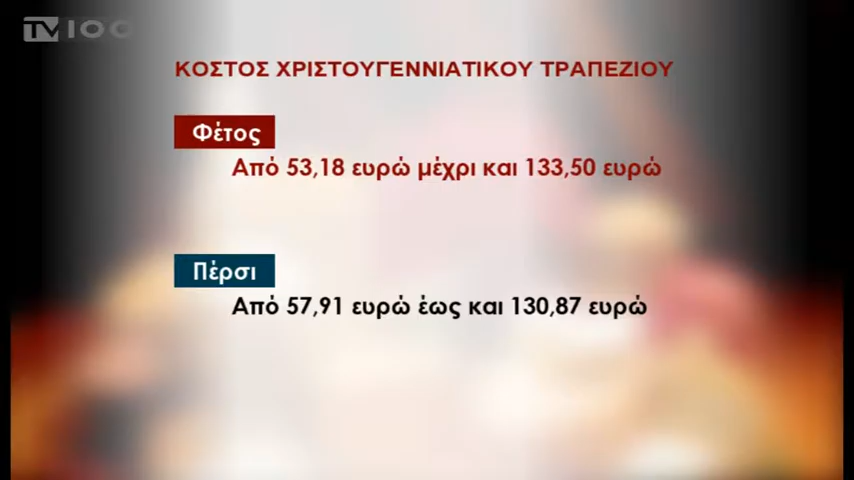 TV100
ΚΟΣΤΟΣ ΧΡΙΣΤΟΥΓΕΝΝΙΑΤΙΚΟΥ ΤΡΑΠΕΖΙΟΥ
Φέτος
Από 53,18 ευρώ μέχρι και 133,50 ευρώ
Πέρσι
Από 57,91 ευρώ έως και 130,87 ευρώ